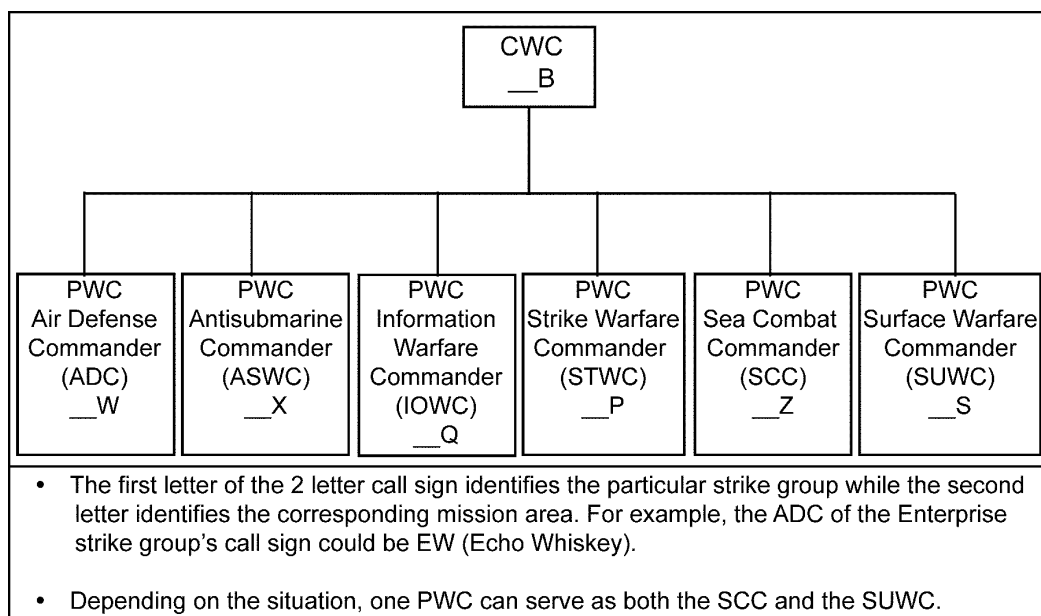 CWC
__B
PWC
Air Defense
Commander
(ADC)
__W
PWC
Antisubmarine
Commander
(ASWC)
__X
PWC
Information
Warfare
Commander
(IOWC)
__Q
PWC
Strike Warfare
Commander
(STWC)
__P
PWC
Sea Combat
Commander
(SCC)
__Z
PWC
Surface Warfare
Commander
(SUWC)
__S
• The first letter of the 2 letter call sign identifies the particular strike group while the second
letter identifies the corresponding mission area. For example, the ADC of the Enterprise
strike group's call sign could be EW (Echo Whiskey).
• Depending on the situation, one PWC can serve as both the SCC and the SUWC.